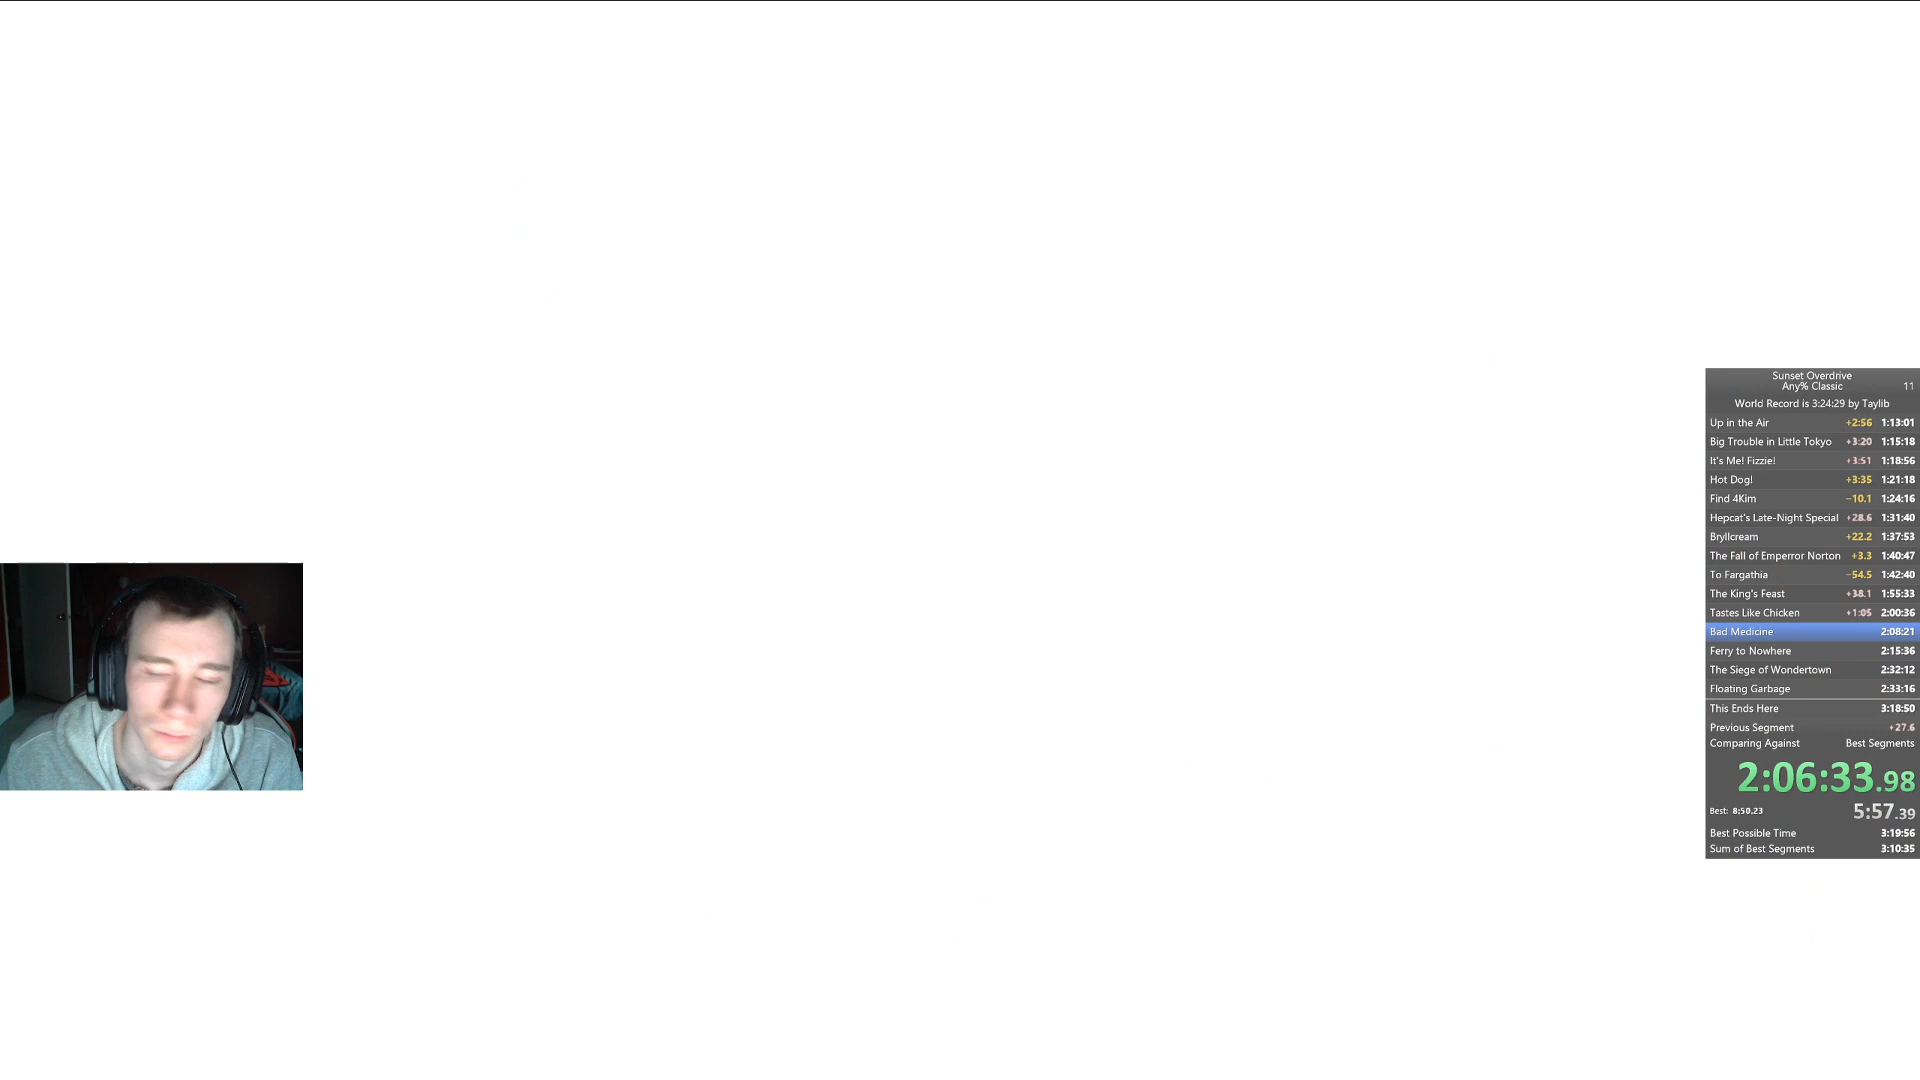 Sunset Overdrive
Any% Classic 11
World Record is 3:24:29 by Taylib
Up in the Air +2:56 1:13:01
Big Trouble in Little Tokyo +3:20 1:15:18
It's Me! Fizzie! +3:51 1:18:56
Hot Dog! +3:35 1:21:18
Find 4Kim −10.1 1:24:16
Hepcat's Late-Night Special +28.6 1:31:40
Bryllcream +22.2 1:37:53
The Fall of Emperror Norton +3.3 1:40:47
To Fargathia −54.5 1:42:40
The King's Feast +38.1 1:55:33
Tastes Like Chicken +1:05 2:00:36
Bad Medicine 2:08:21
Ferry to Nowhere 2:15:36
The Siege of Wondertown 2:32:12
Floating Garbage 2:33:16
This Ends Here 3:18:50
Previous Segment +27.6
Comparing Against Best Segments
2:06:33.98
Best: 8:50.23 5:57.39
Best Possible Time 3:19:56
Sum of Best Segments 3:10:35